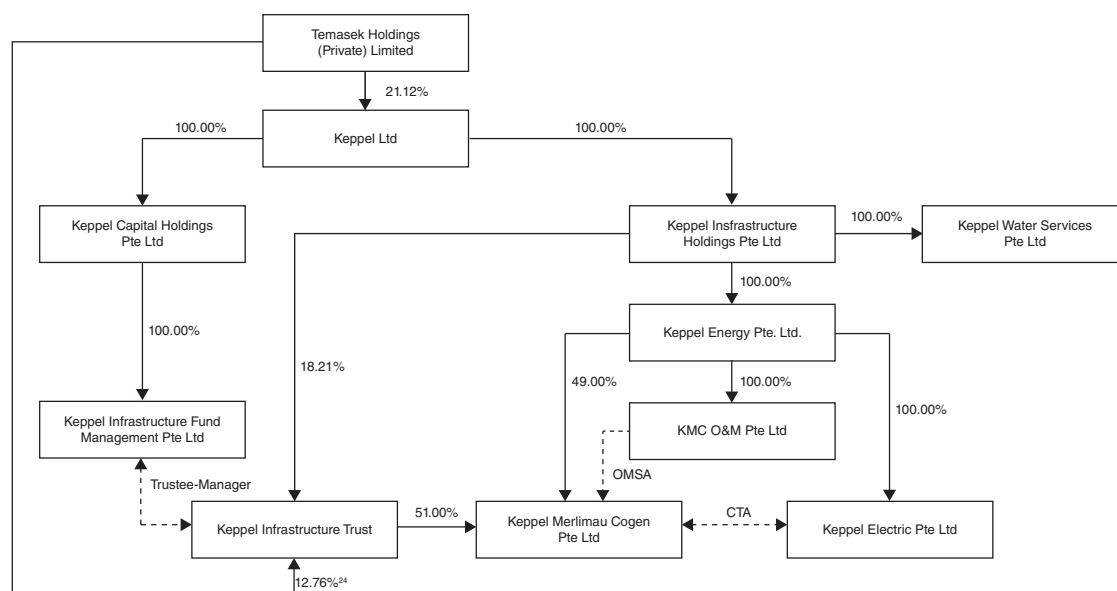 Temasek Holdings
(Private) Limited
21.12%
Keppel Ltd
100.00%
100.00%
Keppel Capital Holdings
Pte Ltd
Keppel Insfrastructure
Holdings Pte Ltd
100.00%
Keppel Water Services
Pte Ltd
100.00%
100.00%
Keppel Energy Pte. Ltd.
18.21%
49.00%
100.00%
100.00%
Keppel Infrastructure Fund
Management Pte Ltd
KMC O&M Pte Ltd
OMSA
Trustee-Manager
Keppel Infrastructure Trust
51.00%
Keppel Merlimau Cogen
Pte Ltd
CTA
Keppel Electric Pte Ltd
12.76%²⁴